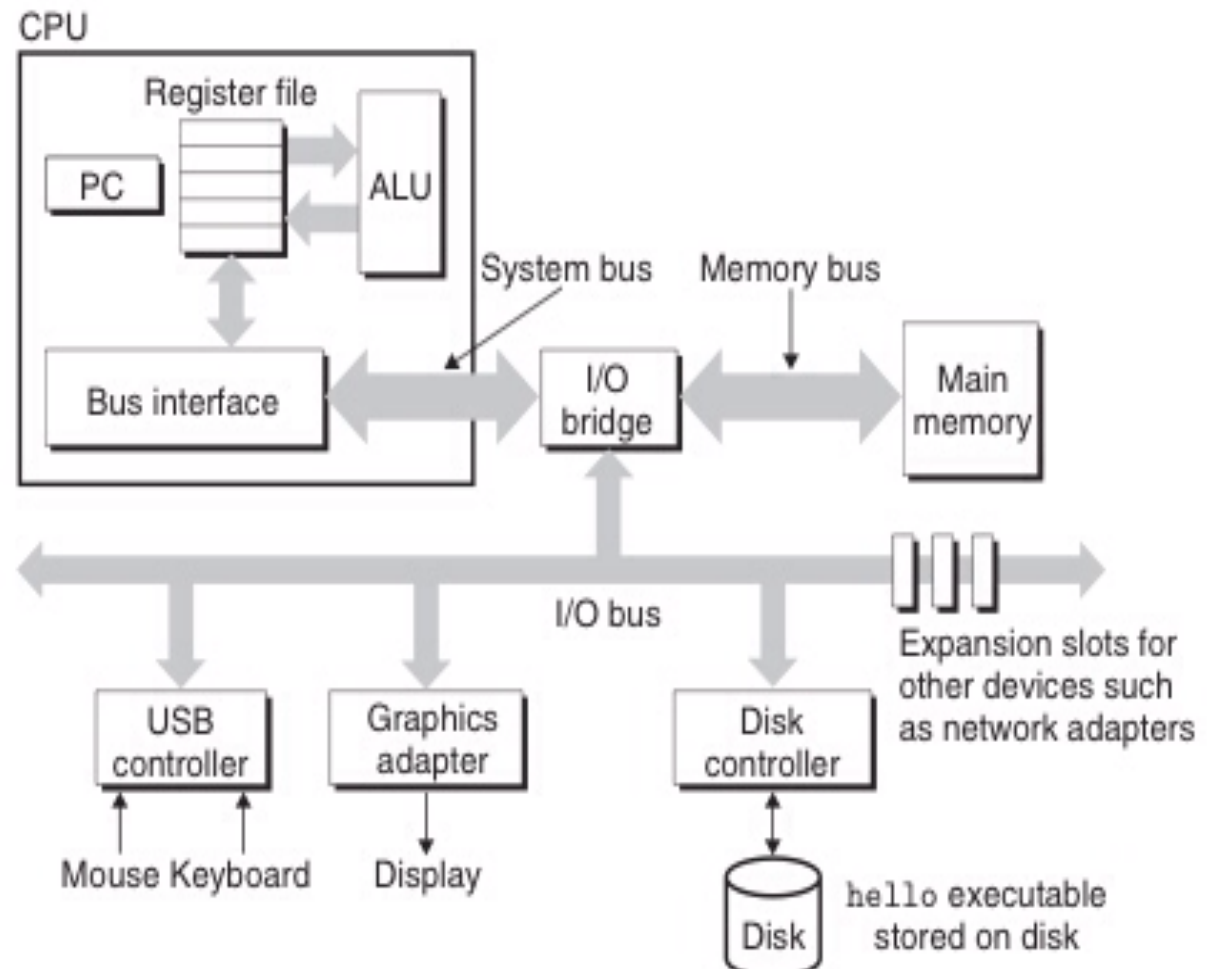 CPU
Register file
PC
ALU
System bus
Memory bus
Bus interface
I/O
bridge
Main
memory
I/O bus
Expansion slots for
other devices such
as network adapters
USB
controller
Graphics
adapter
Disk
controller
Mouse
Keyboard
Display
Disk
hello executable
stored on disk